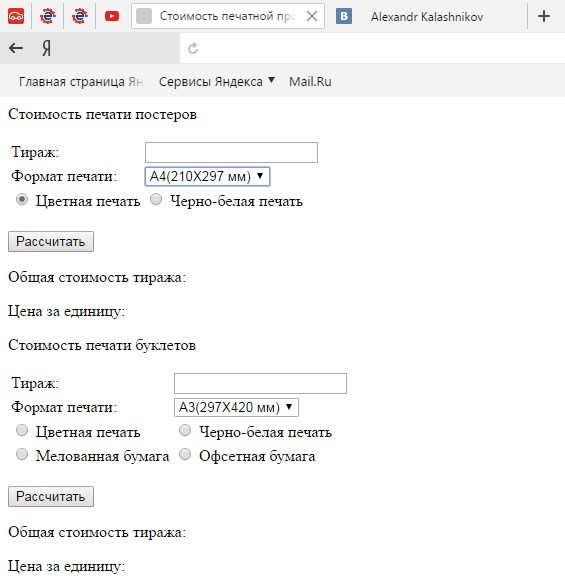 Стоимость печатной про
B Alexandr Kalashnikov
Я
Главная страница Ян Сервисы Яндекса Mail.Ru
Стоимость печати постеров
Тираж:
Формат печати: А4(210X297 мм)
Цветная печать Черно-белая печать
Рассчитать
Общая стоимость тиража:
Цена за единицу:
Стоимость печати буклетов
Тираж:
Формат печати: А3(297X420 мм)
Цветная печать Черно-белая печать
Мелованная бумага Офсетная бумага
Рассчитать
Общая стоимость тиража:
Цена за единицу: